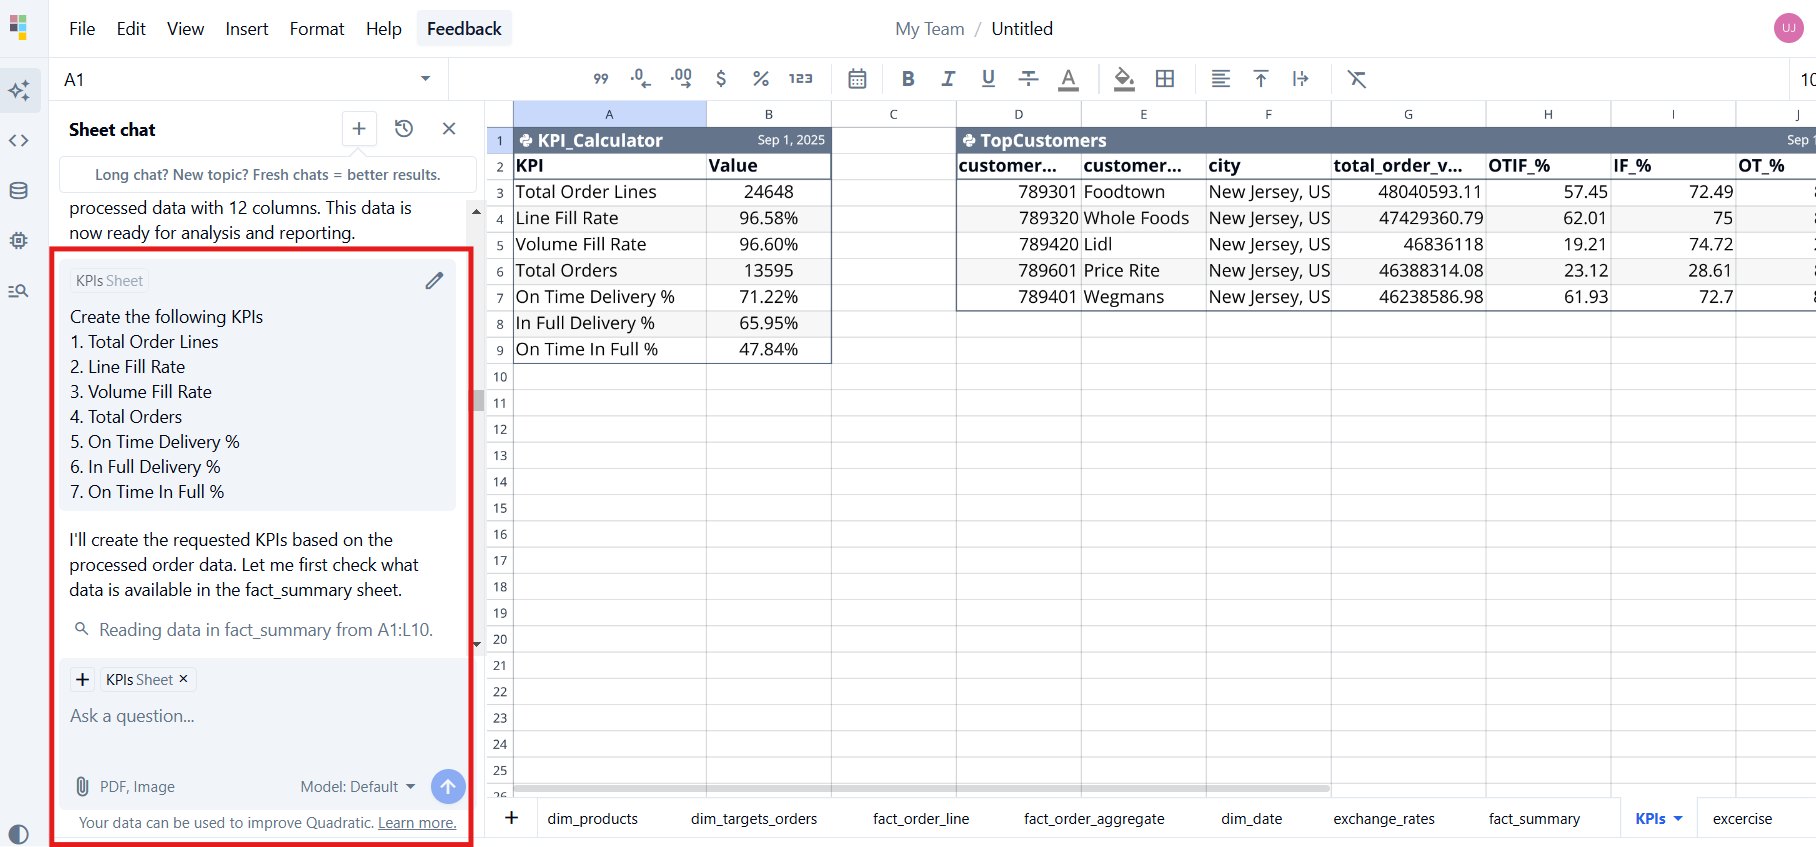 File Edit View Insert Format Help Feedback
My Team / Untitled
UJ
A1
99 .0 .00 $ % 123 B I U A
Sheet chat
Long chat? New topic? Fresh chats = better results.
processed data with 12 columns. This data is
now ready for analysis and reporting.
KPIs Sheet
Create the following KPIs
1. Total Order Lines
2. Line Fill Rate
3. Volume Fill Rate
4. Total Orders
5. On Time Delivery %
6. In Full Delivery %
7. On Time In Full %
I'll create the requested KPIs based on the
processed order data. Let me first check what
data is available in the fact_summary sheet.
Reading data in fact_summary from A1:L10.
KPIs Sheet
Ask a question...
PDF, Image Model: Default
Your data can be used to improve Quadratic. Learn more.
A B C D E F G H I J
1 KPI_Calculator Sep 1, 2025 TopCustomers Sep
2 KPI Value customer... customer... city total_order_v... OTIF_% IF_% OT_%
3 Total Order Lines 24648 789301 Foodtown New Jersey, US 48040593.11 57.45 72.49
4 Line Fill Rate 96.58% 789320 Whole Foods New Jersey, US 47429360.79 62.01 75
5 Volume Fill Rate 96.60% 789420 Lidl New Jersey, US 46836118 19.21 74.72
6 Total Orders 13595 789601 Price Rite New Jersey, US 46388314.08 23.12 28.61
7 On Time Delivery % 71.22% 789401 Wegmans New Jersey, US 46238586.98 61.93 72.7
8 In Full Delivery % 65.95%
9 On Time In Full % 47.84%
10
11
12
13
14
15
16
17
18
19
20
21
22
23
24
25
26
dim_products dim_targets_orders fact_order_line fact_order_aggregate dim_date exchange_rates fact_summary KPIs excercise